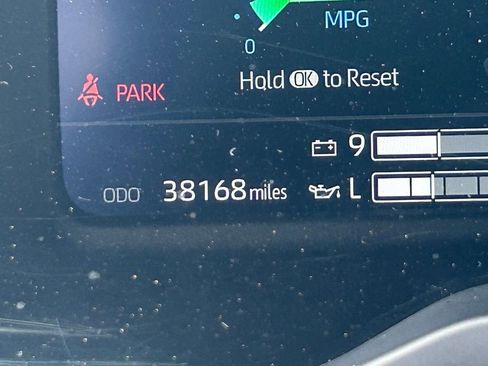 MPG
0
Hold OK to Reset
PARK
9
ODO 38168 miles L